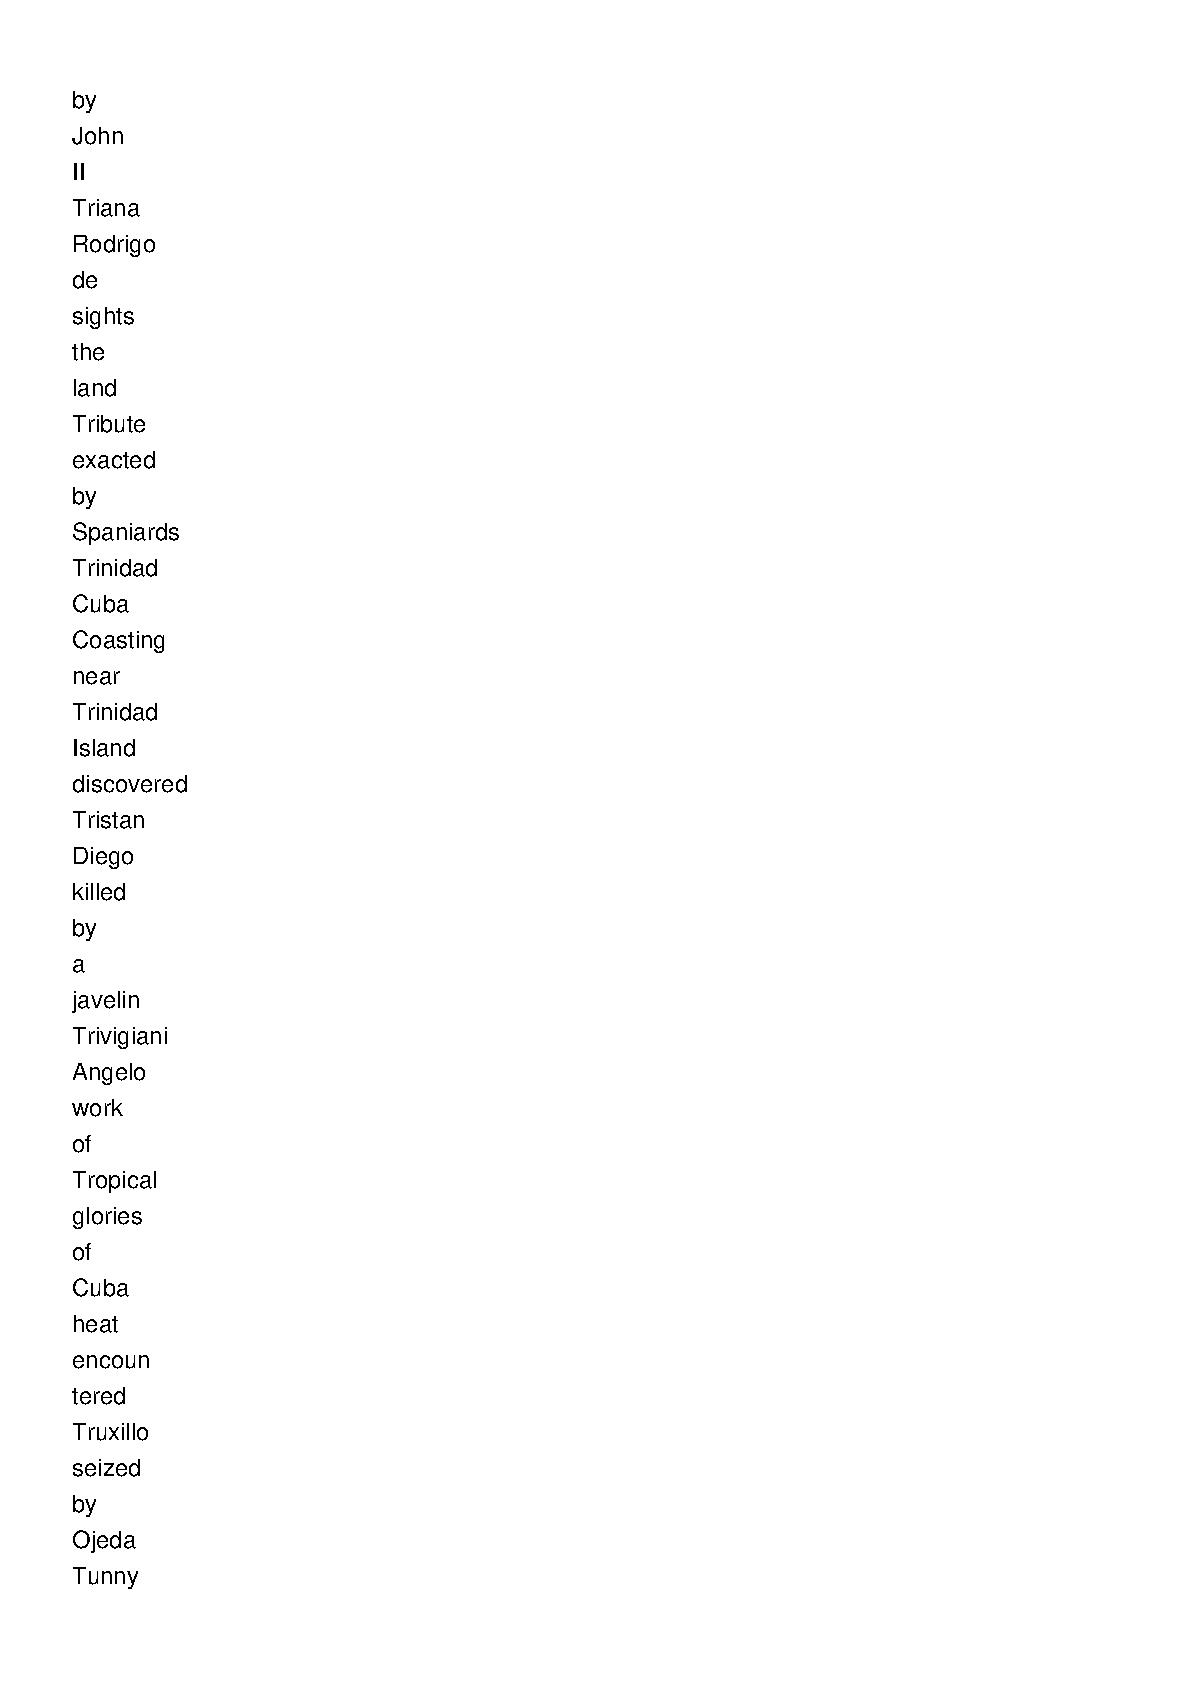 by
John
II
Triana
Rodrigo
de
sights
the
land
Tribute
exacted
by
Spaniards
Trinidad
Cuba
Coasting
near
Trinidad
Island
discovered
Tristan
Diego
killed
by
a
javelin
Trivigiani
Angelo
work
of
Tropical
glories
of
Cuba
heat
encoun
tered
Truxillo
seized
by
Ojeda
Tunny